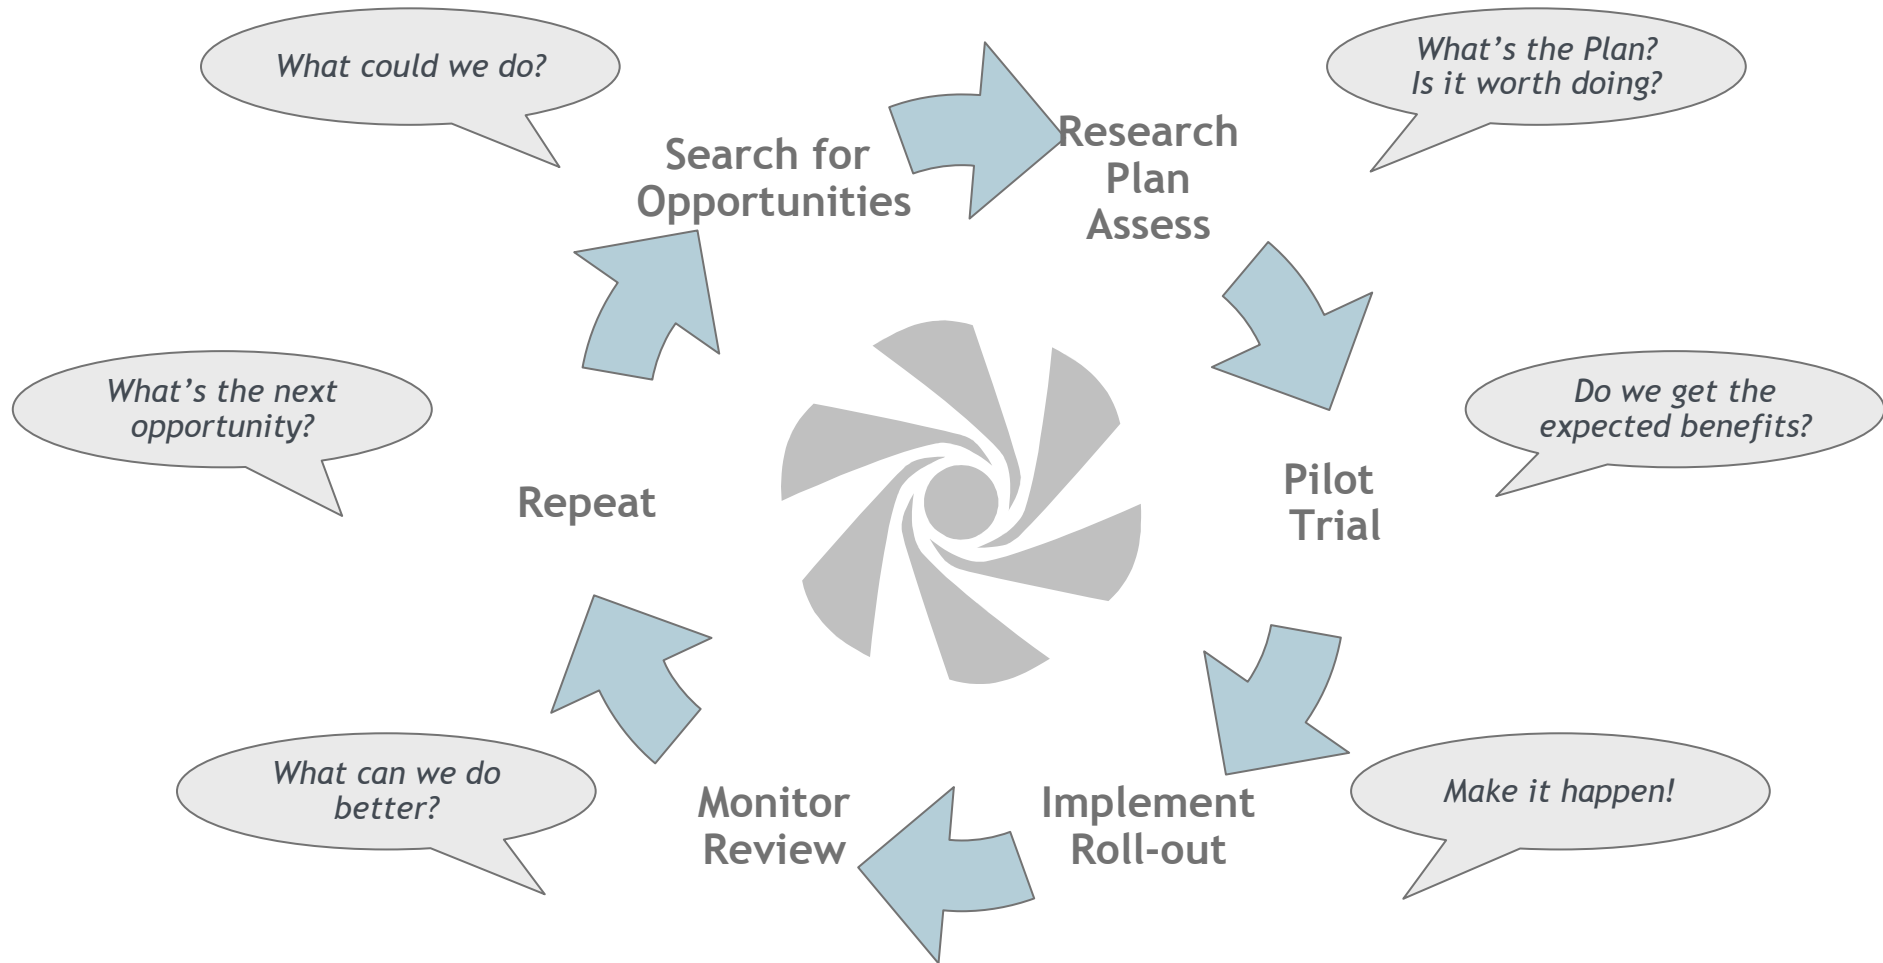 What could we do?
What’s the Plan?
Is it worth doing?
Search for
Opportunities
Research
Plan
Assess
What’s the next
opportunity?
Do we get the
expected benefits?
Repeat
Pilot
Trial
What can we do
better?
Monitor
Review
Implement
Roll-out
Make it happen!